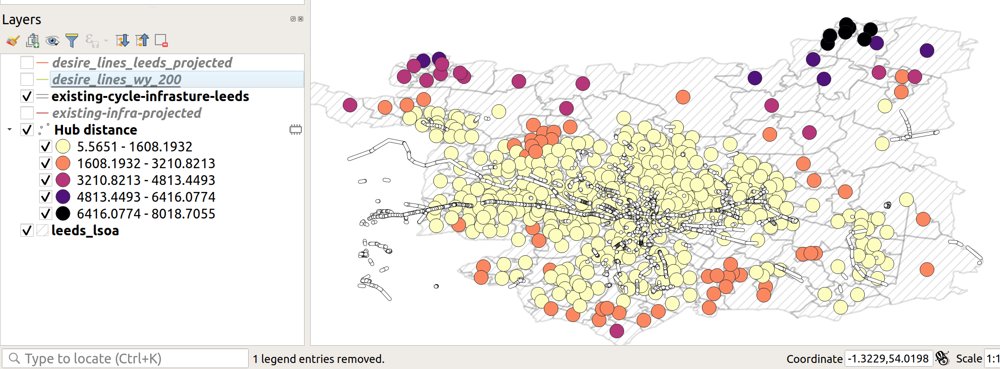 Layers
desire_lines_leeds_projected
desire_lines_wy_200
existing-cycle-infrasture-leeds
existing-infra-projected
Hub distance
5.5651 - 1608.1932
1608.1932 - 3210.8213
3210.8213 - 4813.4493
4813.4493 - 6416.0774
6416.0774 - 8018.7055
leeds_lsoa
Type to locate (Ctrl+K)
1 legend entries removed.
Coordinate
-1.3229,54.0198
Scale
1:1